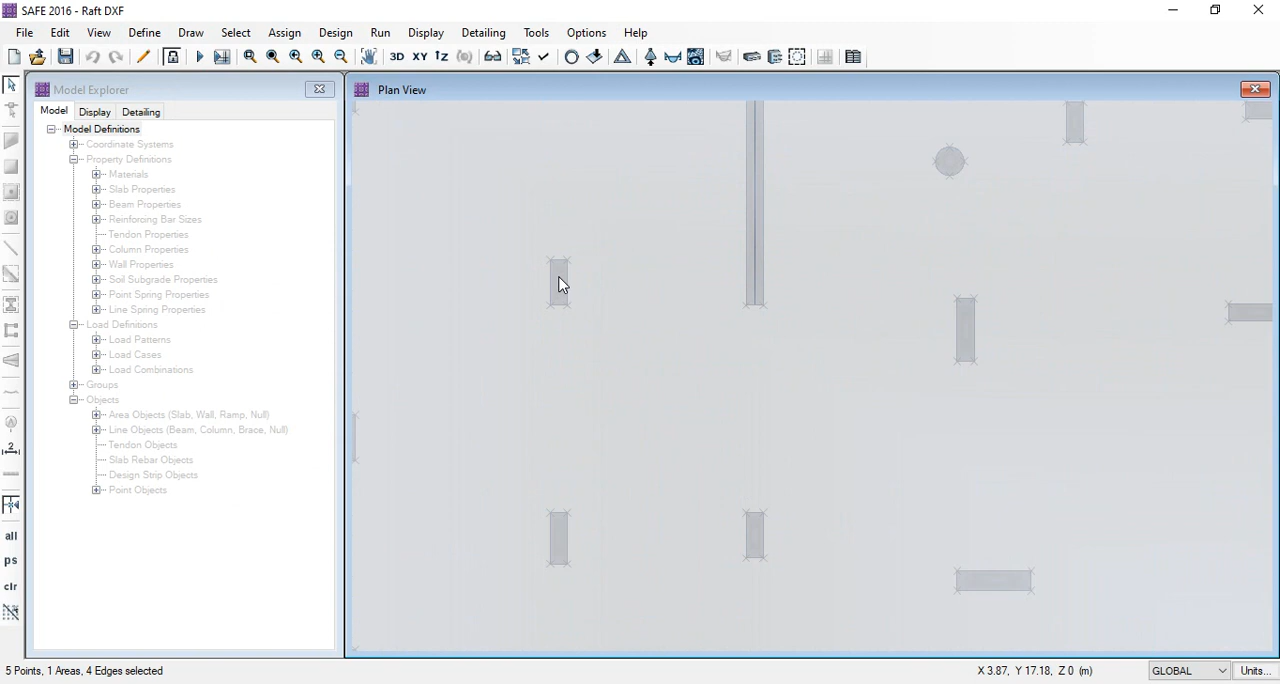 SAFE 2016 - Raft DXF
File Edit View Define Draw Select Assign Design Run Display Detailing Tools Options Help
3D XY
Model Explorer
Plan View
Model Display Detailing
Model Definitions
Coordinate Systems
Property Definitions
Materials
Slab Properties
Beam Properties
Reinforcing Bar Sizes
Tendon Properties
Column Properties
Wall Properties
Soil Subgrade Properties
Point Spring Properties
Line Spring Properties
Load Definitions
Load Patterns
Load Cases
Load Combinations
Groups
Objects
Area Objects (Slab, Wall, Ramp, Null)
Line Objects (Beam, Column, Brace, Null)
Tendon Objects
Slab Rebar Objects
Design Strip Objects
Point Objects
2
all
ps
clr
5 Points, 1 Areas, 4 Edges selected
X 3.87, Y 17.18, Z 0 (m)
GLOBAL
Units...